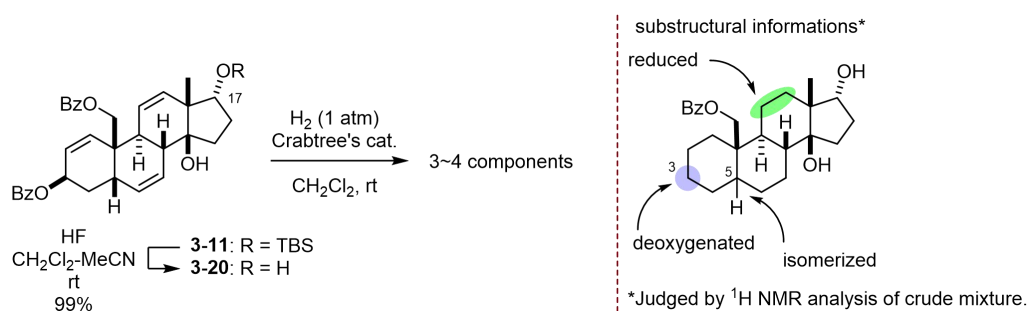 OR
17
BzO
H
H
OH
BzO
H
H₂ (1 atm)
Crabtree's cat.
CH₂Cl₂, rt
3~4 components
HF
CH₂Cl₂-MeCN
rt
99%
3-11: R = TBS
3-20: R = H
substructural informations*
reduced
OH
BzO
H
H
OH
3
5
H
deoxygenated
isomerized
*Judged by ¹H NMR analysis of crude mixture.